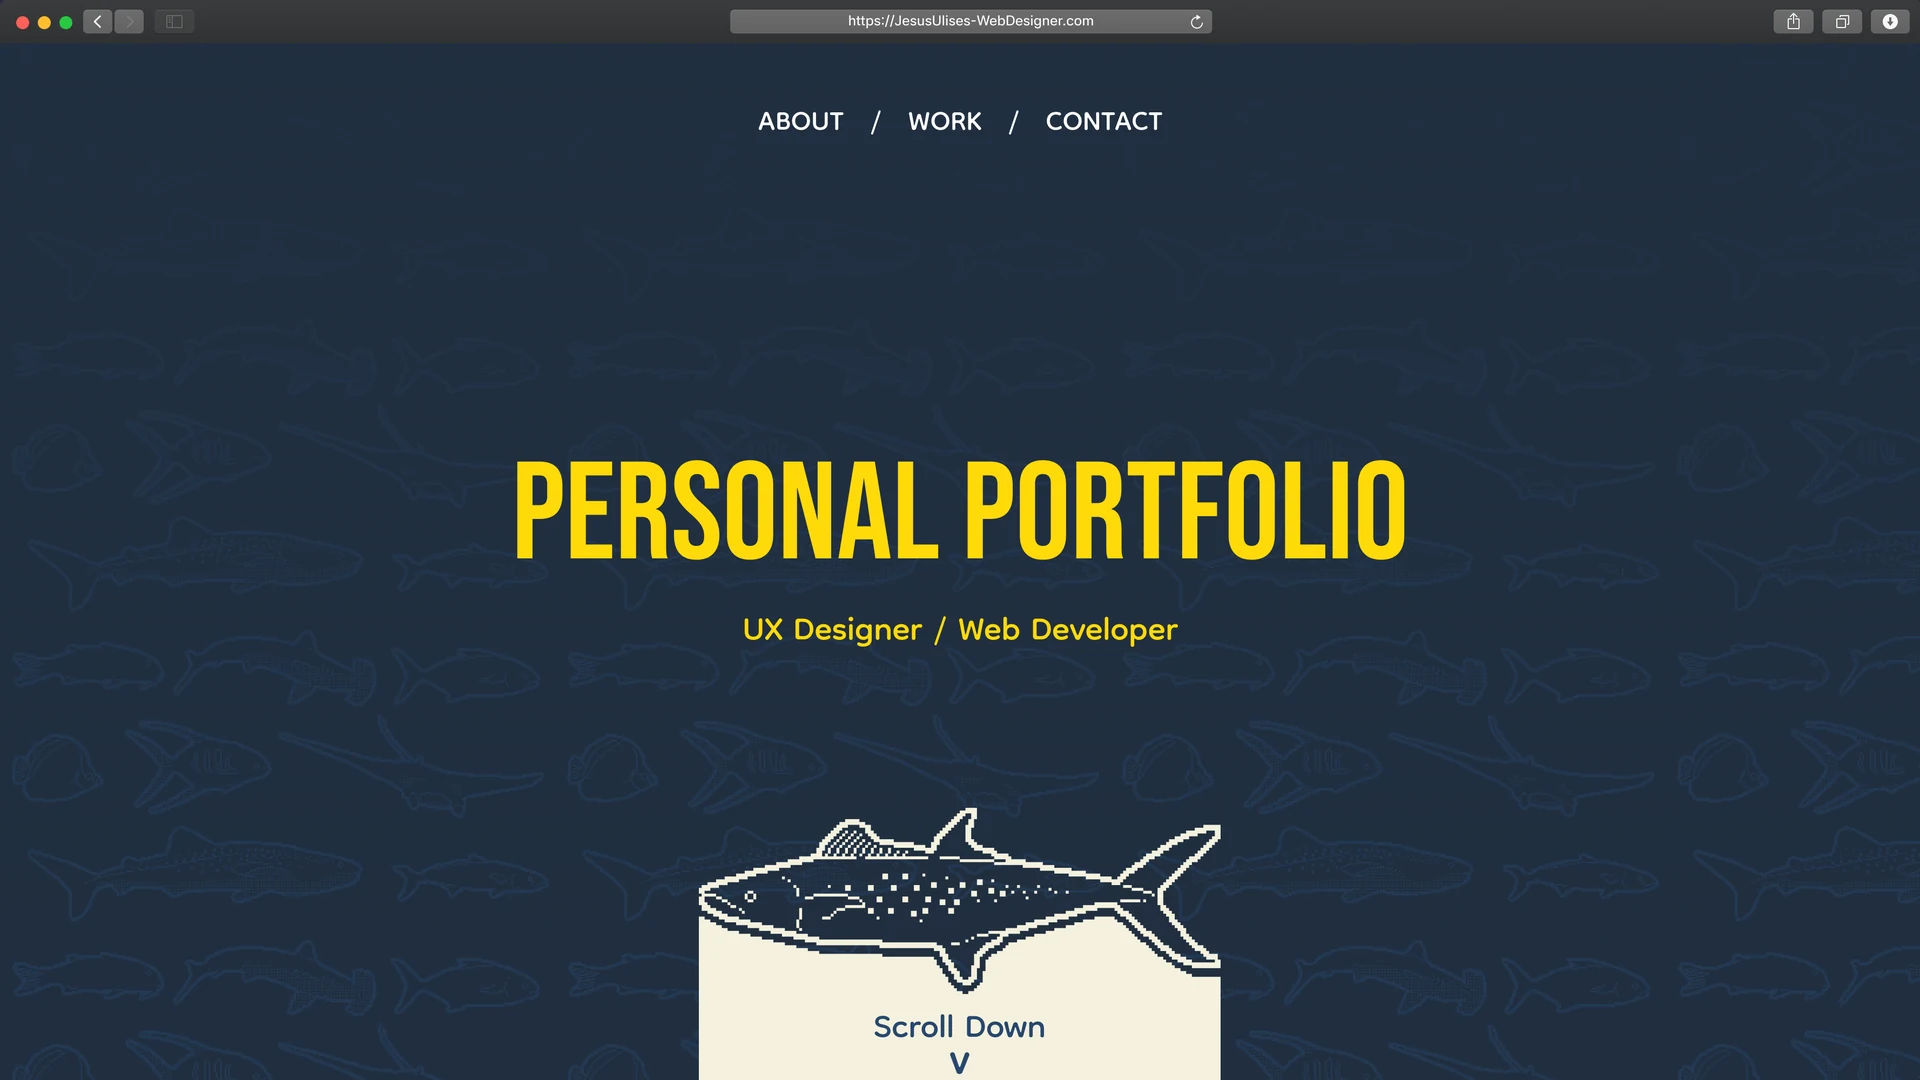 https://JesusUlises-WebDesigner.com
ABOUT / WORK / CONTACT
PERSONAL PORTFOLIO
UX Designer / Web Developer
Scroll Down
V